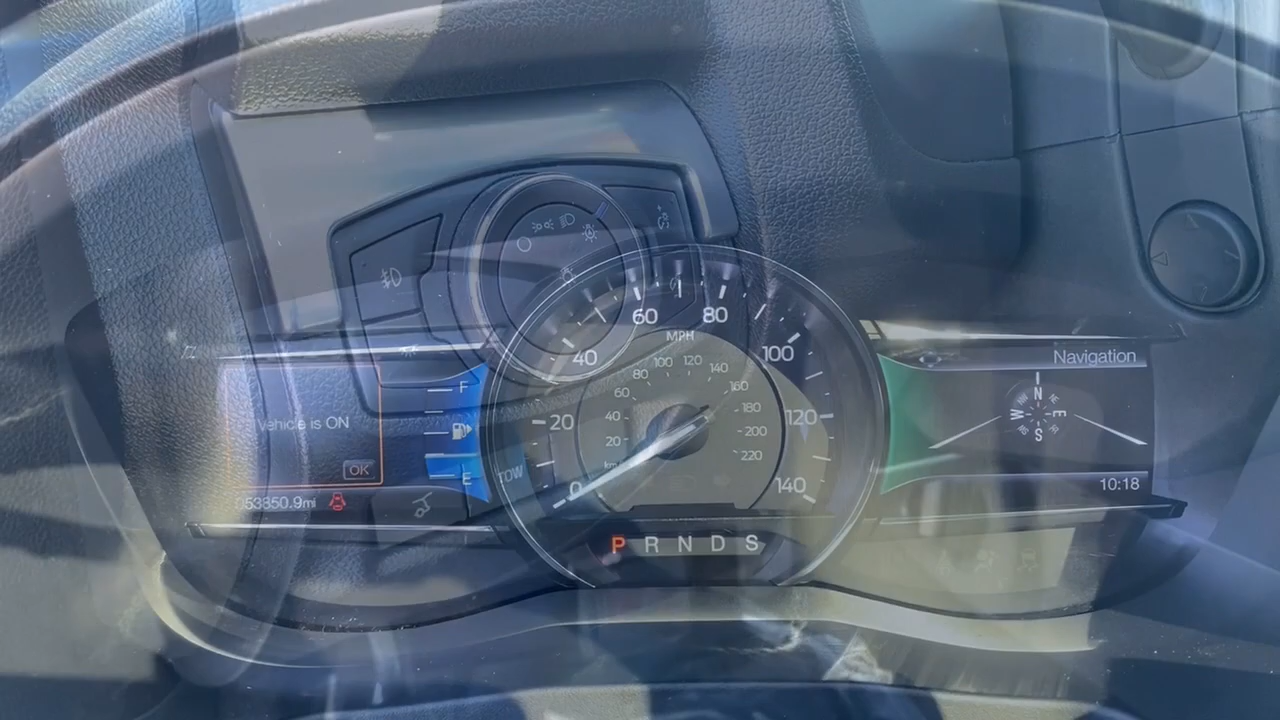 60 80
MPH
40 100
80 100 120 140
60 160
40 180
20 200
220
20 120
0 140
TOW
F
E
Vehicle is ON
OK
53850.9mi
P R N D S
Navigation
N
W E
S
10:18